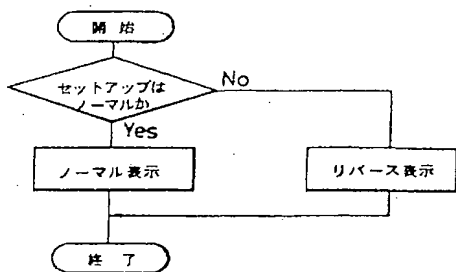 開始
セットアップは
ノーマルか
No
Yes
ノーマル表示
リバース表示
終了